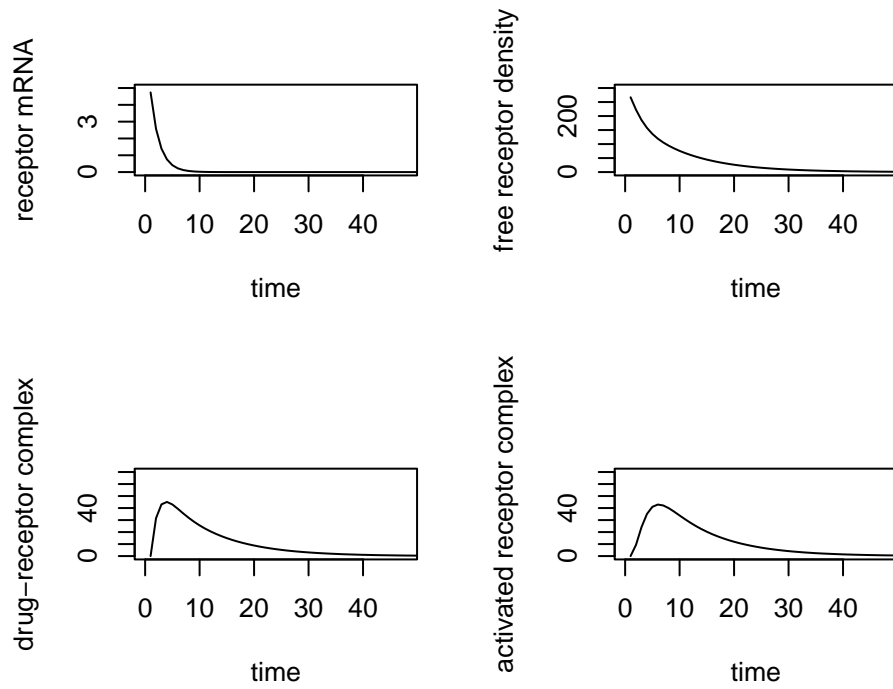 receptor mRNA
0 3
0 10 20 30 40
time
free receptor density
0 200
0 10 20 30 40
time
drug−receptor complex
0 40
0 10 20 30 40
time
activated receptor complex
0 40
0 10 20 30 40
time